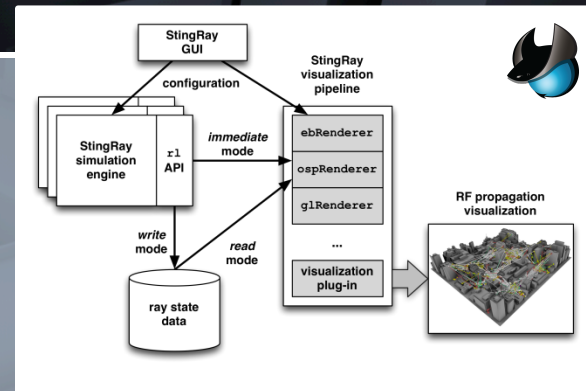 StingRay
GUI
StingRay
visualization
pipeline
configuration
StingRay
simulation
engine
rl
API
immediate
mode
ebRenderer
ospRenderer
glRenderer
...
visualization
plug-in
RF propagation
visualization
write
mode
read
mode
ray state
data